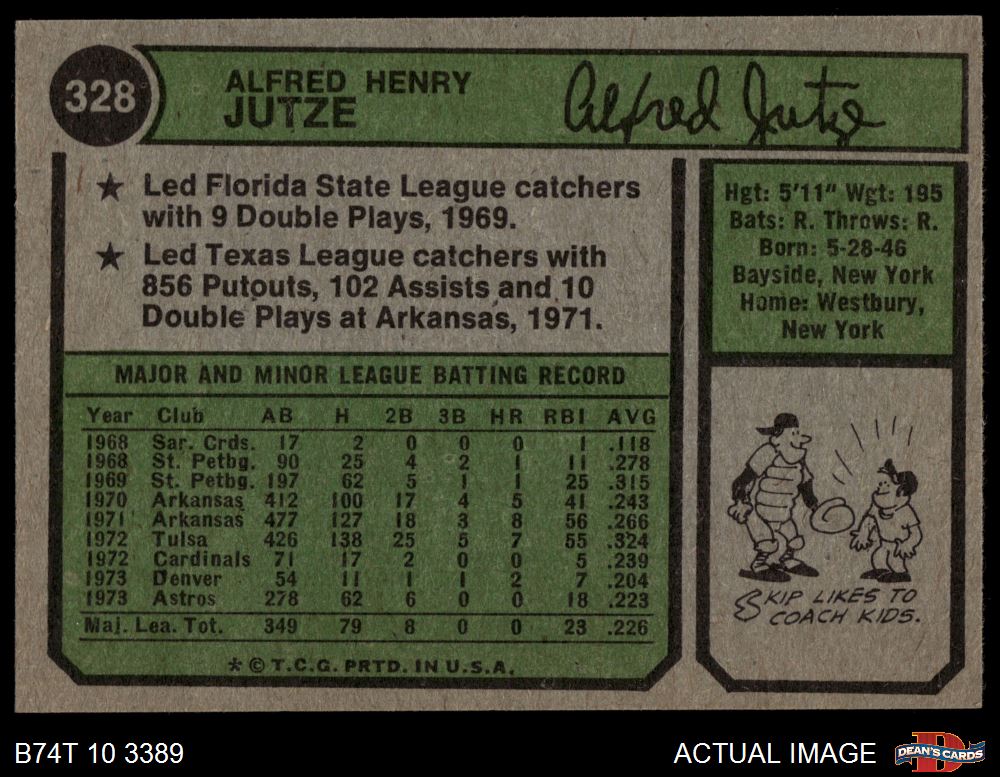 328
ALFRED HENRY
JUTZE
Alfred Jutze
★ Led Florida State League catchers
with 9 Double Plays, 1969.
★ Led Texas League catchers with
856 Putouts, 102 Assists and 10
Double Plays at Arkansas, 1971.
Hgt: 5'11" Wgt: 195
Bats: R. Throws: R.
Born: 5-28-46
Bayside, New York
Home: Westbury,
New York
MAJOR AND MINOR LEAGUE BATTING RECORD
Year Club AB H 2B 3B HR RBI AVG
1968 Sar. Crds. 17 2 0 0 0 1 .118
1968 St. Petbg. 90 25 4 2 1 11 .278
1969 St. Petbg. 197 62 5 1 1 25 .315
1970 Arkansas 412 100 17 4 5 41 .243
1971 Arkansas 477 127 18 3 8 56 .266
1972 Tulsa 426 138 25 5 7 55 .324
1972 Cardinals 71 17 2 0 0 5 .239
1973 Denver 54 11 1 1 2 7 .204
1973 Astros 278 62 6 0 0 18 .223
Maj. Lea. Tot. 349 79 8 0 0 23 .226
* © T.C.G. PRTD. IN U.S.A.
SKIP LIKES TO
COACH KIDS.
B74T 10 3389
ACTUAL IMAGE
DEAN'S CARDS